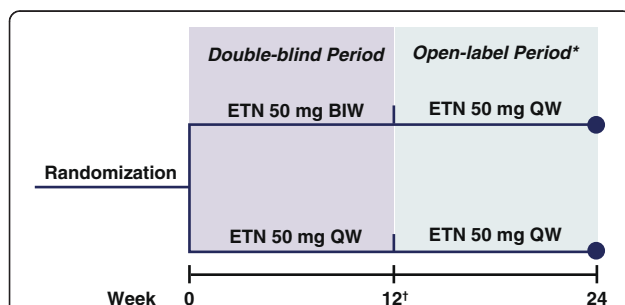 Double-blind Period Open-label Period*
ETN 50 mg BIW ETN 50 mg QW
Randomization
ETN 50 mg QW ETN 50 mg QW
Week 0 12† 24